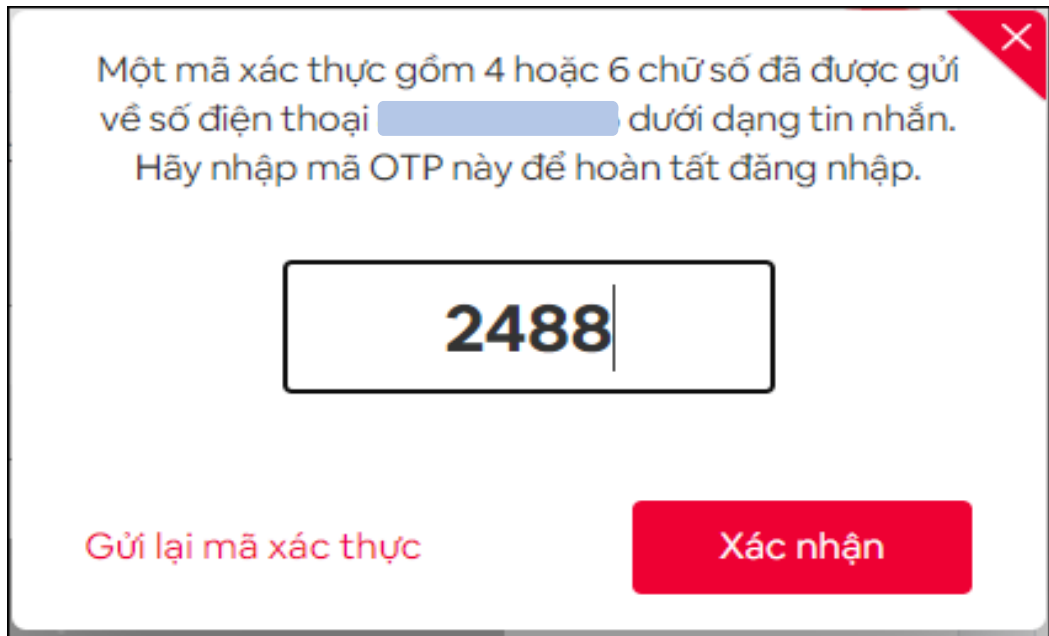 Một mã xác thực gồm 4 hoặc 6 chữ số đã được gửi
về số điện thoại dưới dạng tin nhắn.
Hãy nhập mã OTP này để hoàn tất đăng nhập.
2488
Gửi lại mã xác thực
Xác nhận